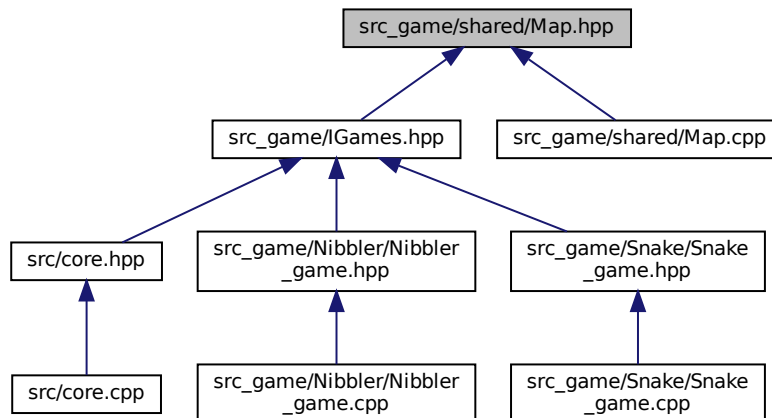 src_game/shared/Map.hpp
src_game/IGames.hpp
src_game/shared/Map.cpp
src/core.hpp
src_game/Nibbler/Nibbler
_game.hpp
src_game/Snake/Snake
_game.hpp
src/core.cpp
src_game/Nibbler/Nibbler
_game.cpp
src_game/Snake/Snake
_game.cpp